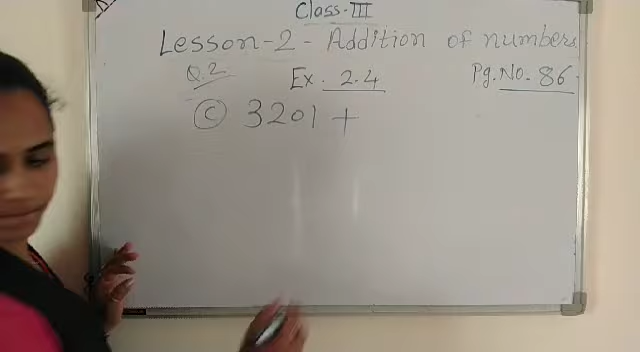 Class-III
Lesson-2-Addition of numbers
Q.2 Ex. 2.4 Pg.No. 86
(C) 3201 +